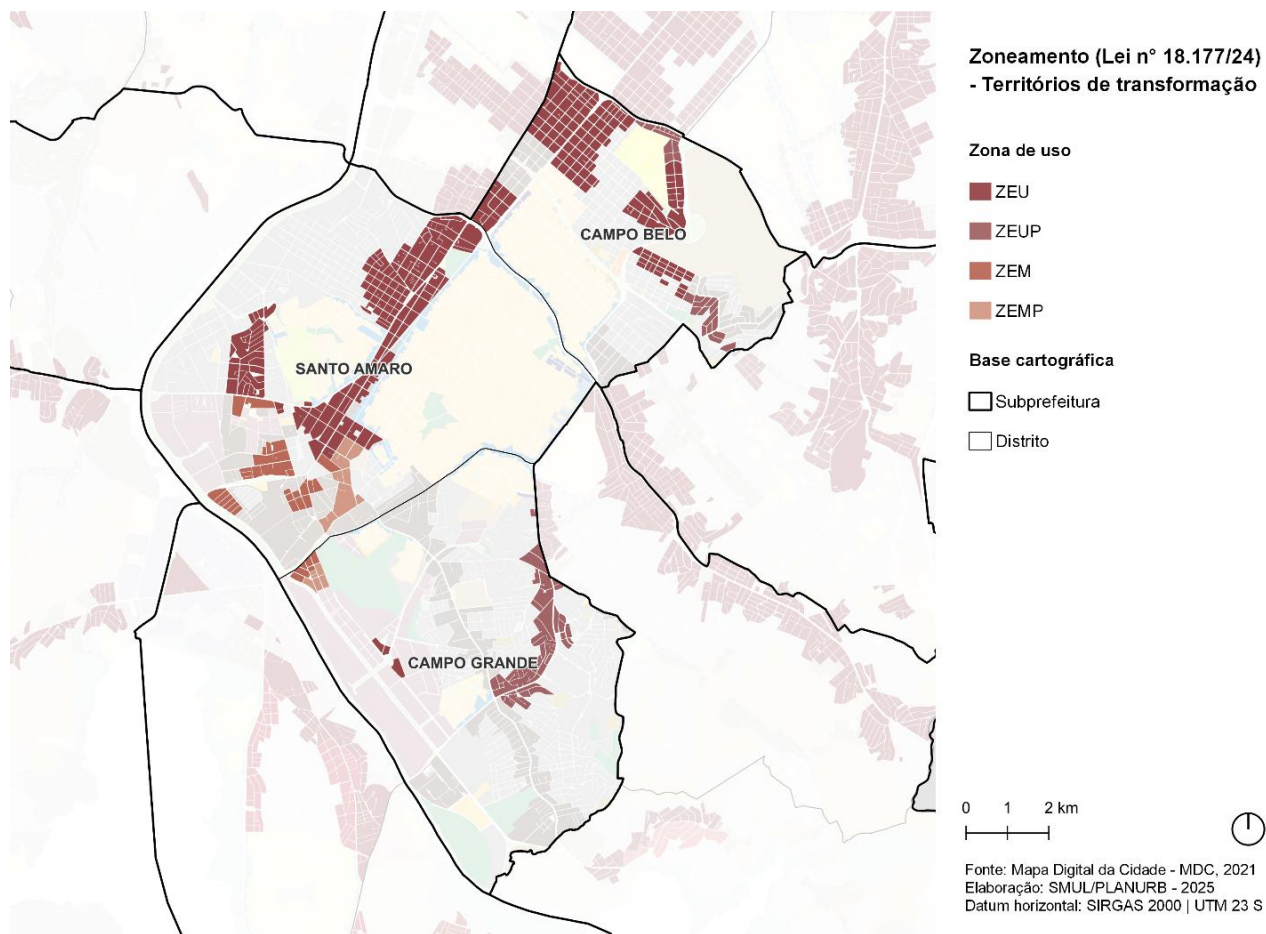 Zoneamento (Lei n° 18.177/24)
- Territórios de transformação
Zona de uso
ZEU
ZEUP
ZEM
ZEMP
Base cartográfica
Subprefeitura
Distrito
CAMPO BELO
SANTO AMARO
CAMPO GRANDE
0 1 2 km
Fonte: Mapa Digital da Cidade - MDC, 2021
Elaboração: SMUL/PLANURB - 2025
Datum horizontal: SIRGAS 2000 | UTM 23 S